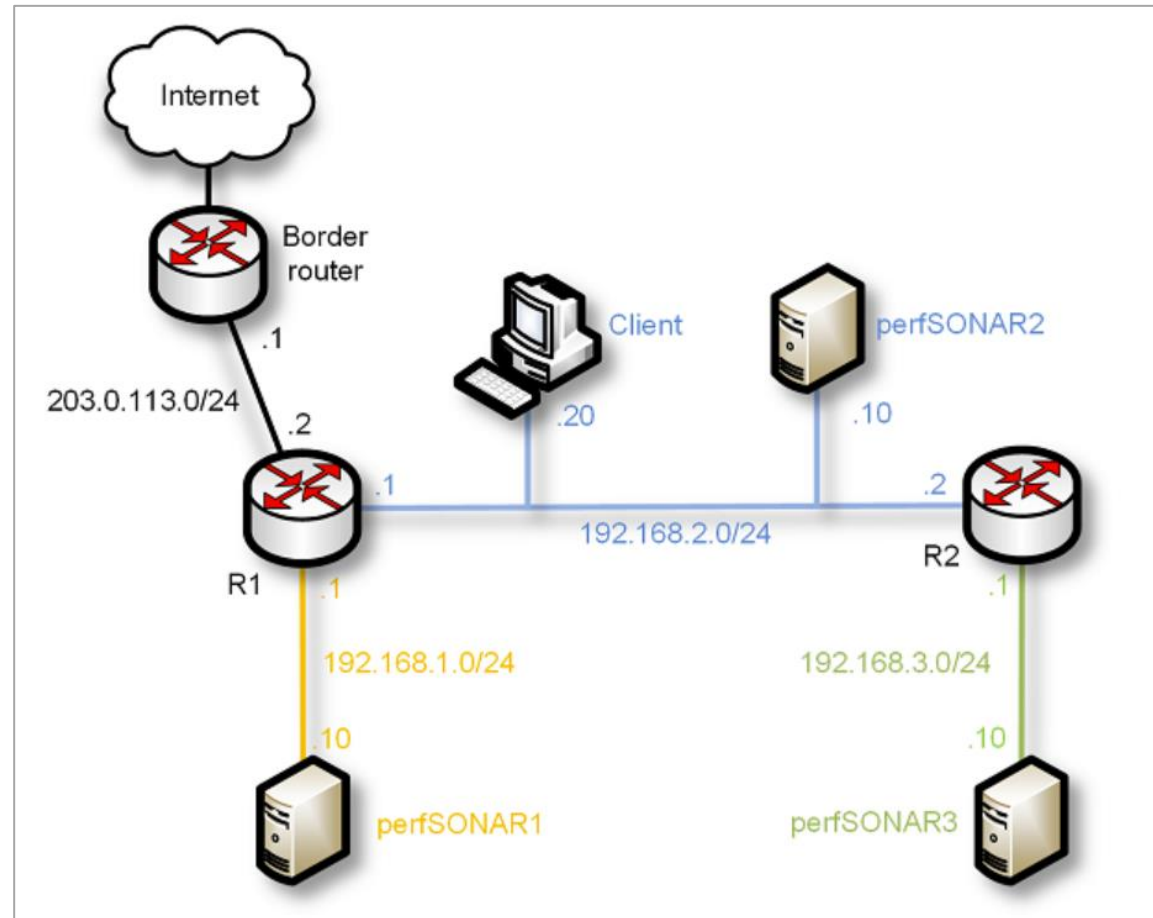 Internet
Border
router
.1
203.0.113.0/24
.2
Client
perfSONAR2
.20
.10
.1
.2
192.168.2.0/24
R1
R2
.1
.1
192.168.1.0/24
192.168.3.0/24
.10
.10
perfSONAR1
perfSONAR3